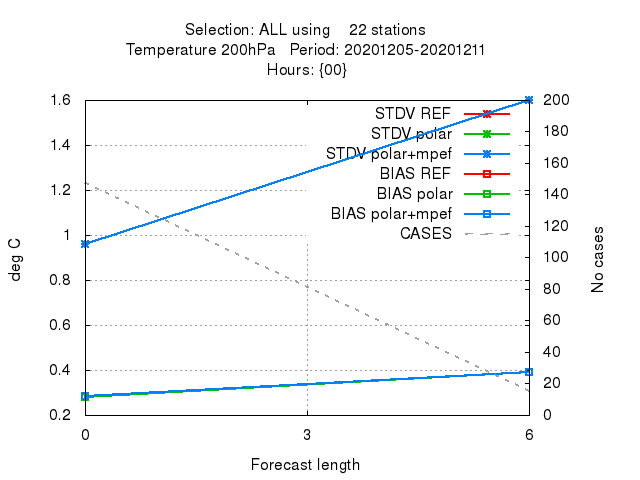 Selection: ALL using    22 stations
Temperature 200hPa   Period: 20201205-20201211
Hours: {00}
STDV REF
STDV polar
STDV polar+mpef
BIAS REF
BIAS polar
BIAS polar+mpef
CASES
1.6
1.4
1.2
1
0.8
0.6
0.4
0.2
deg C
200
180
160
140
120
100
80
60
40
20
0
No cases
0
3
6
Forecast length